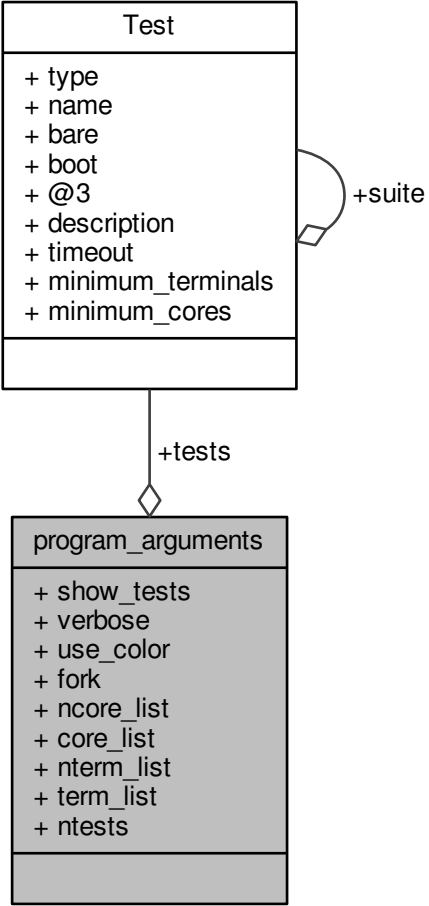 Test
+ type
+ name
+ bare
+ boot
+ @3
+ description
+ timeout
+ minimum_terminals
+ minimum_cores
+suite
+tests
program_arguments
+ show_tests
+ verbose
+ use_color
+ fork
+ ncore_list
+ core_list
+ nterm_list
+ term_list
+ ntests